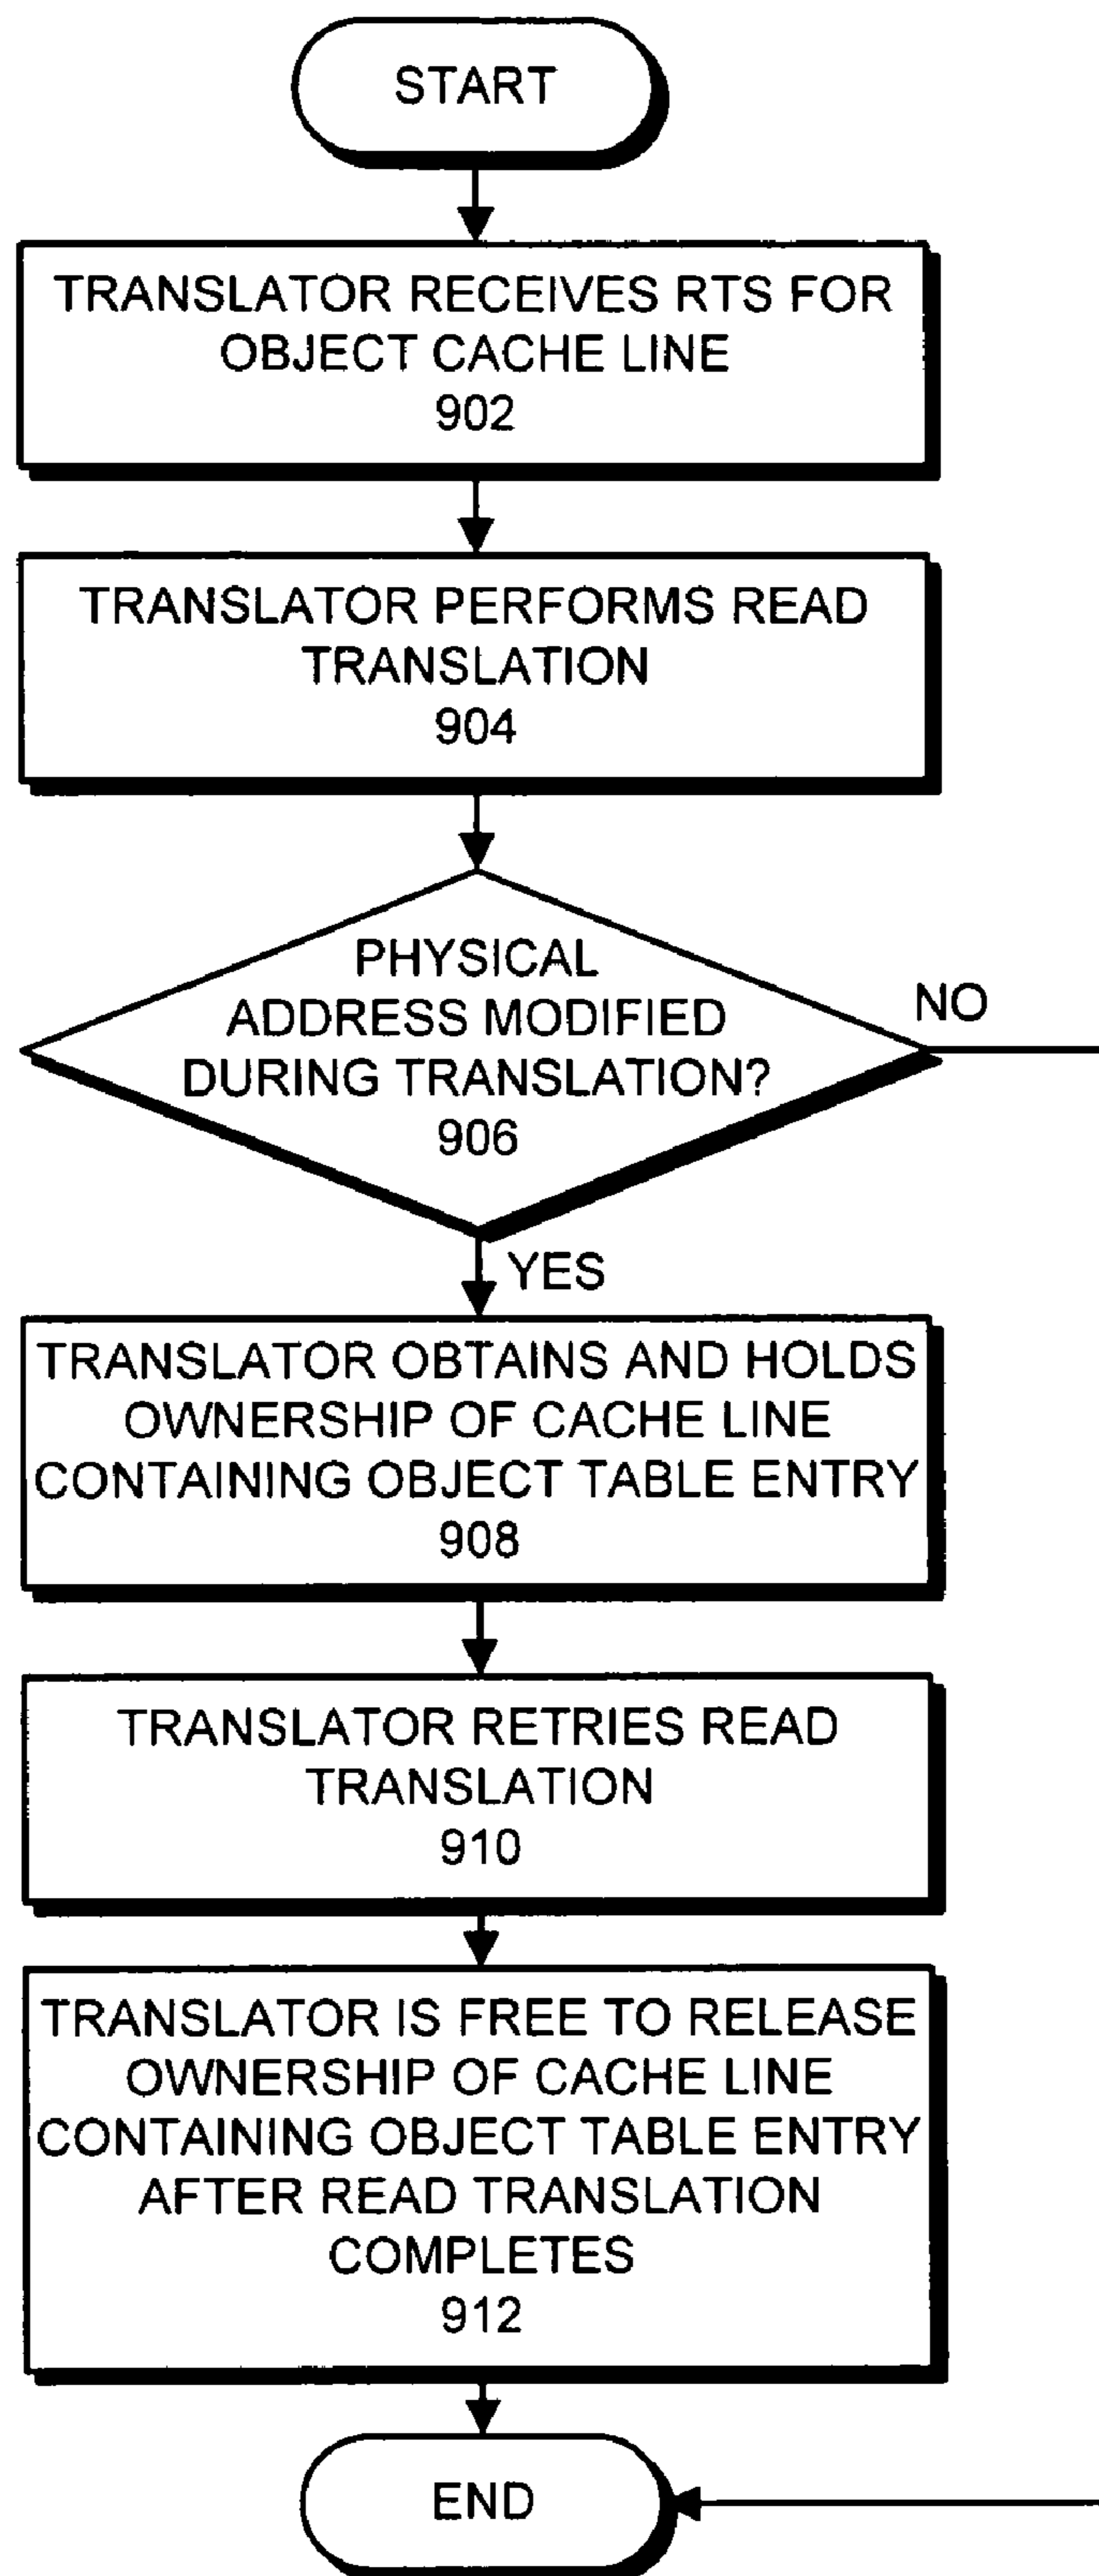 START
TRANSLATOR RECEIVES RTS FOR
OBJECT CACHE LINE
902
TRANSLATOR PERFORMS READ
TRANSLATION
904
PHYSICAL
ADDRESS MODIFIED
DURING TRANSLATION?
906
NO
YES
TRANSLATOR OBTAINS AND HOLDS
OWNERSHIP OF CACHE LINE
CONTAINING OBJECT TABLE ENTRY
908
TRANSLATOR RETRIES READ
TRANSLATION
910
TRANSLATOR IS FREE TO RELEASE
OWNERSHIP OF CACHE LINE
CONTAINING OBJECT TABLE ENTRY
AFTER READ TRANSLATION
COMPLETES
912
END